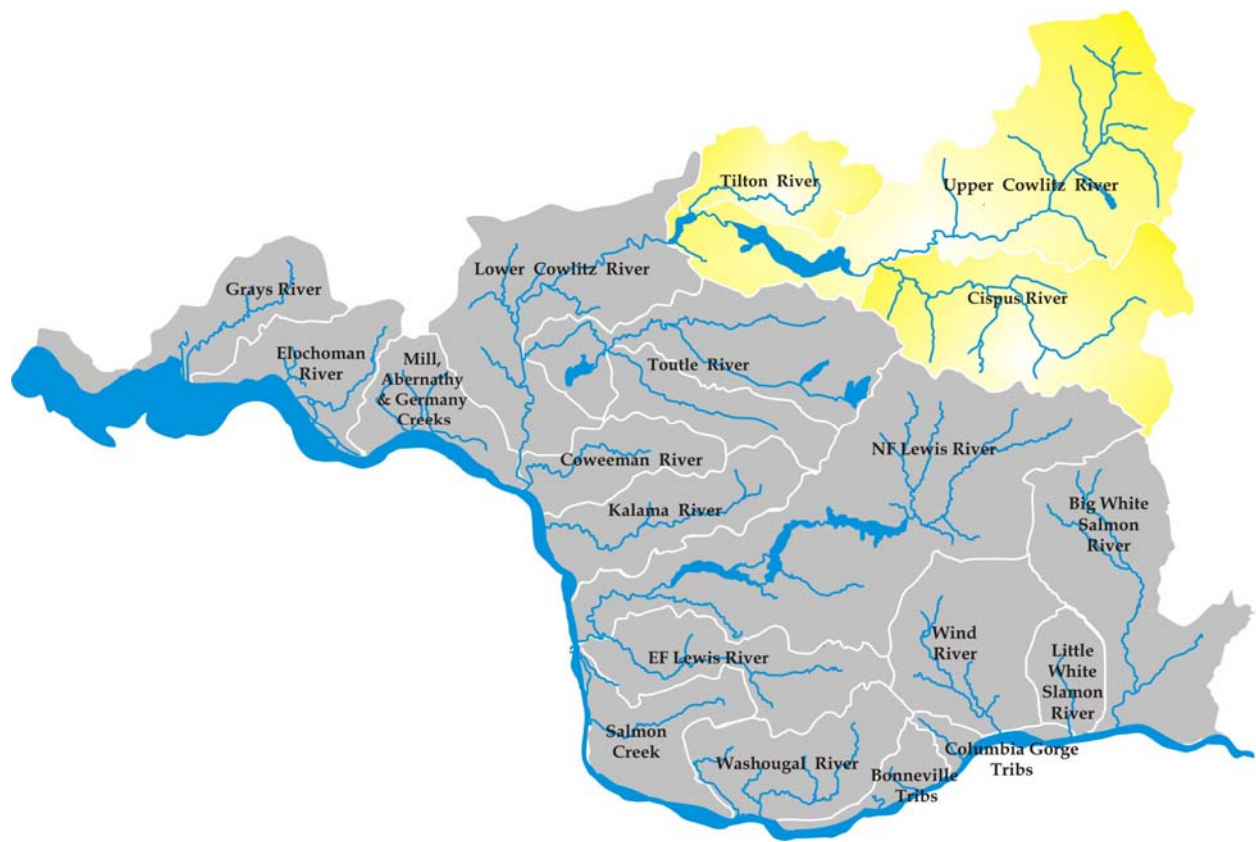 Tilton River
Upper Cowlitz River
Lower Cowlitz River
Grays River
Cispus River
Elochoman
River
Mill,
Abernathy
& Germany
Creeks
Toutle River
Coweeman River
NF Lewis River
Kalama River
Big White
Salmon
River
Wind
River
EF Lewis River
Little
White
Slamon
River
Salmon
Creek
Washougal River
Bonneville
Tribs
Columbia Gorge
Tribs